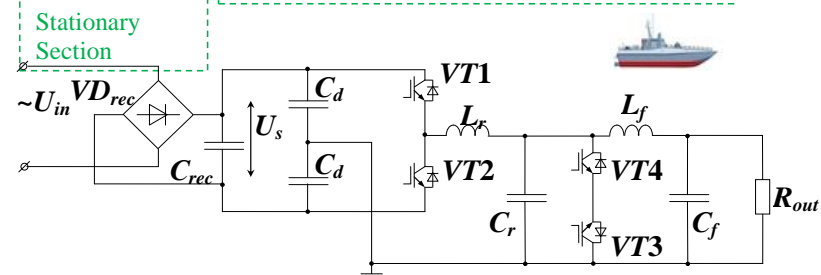 Stationary
Section
~Uin
VDrec
Crec
Us
Cd
Cd
VT1
VT2
Lr
Cr
VT4
VT3
Lf
Cf
Rout